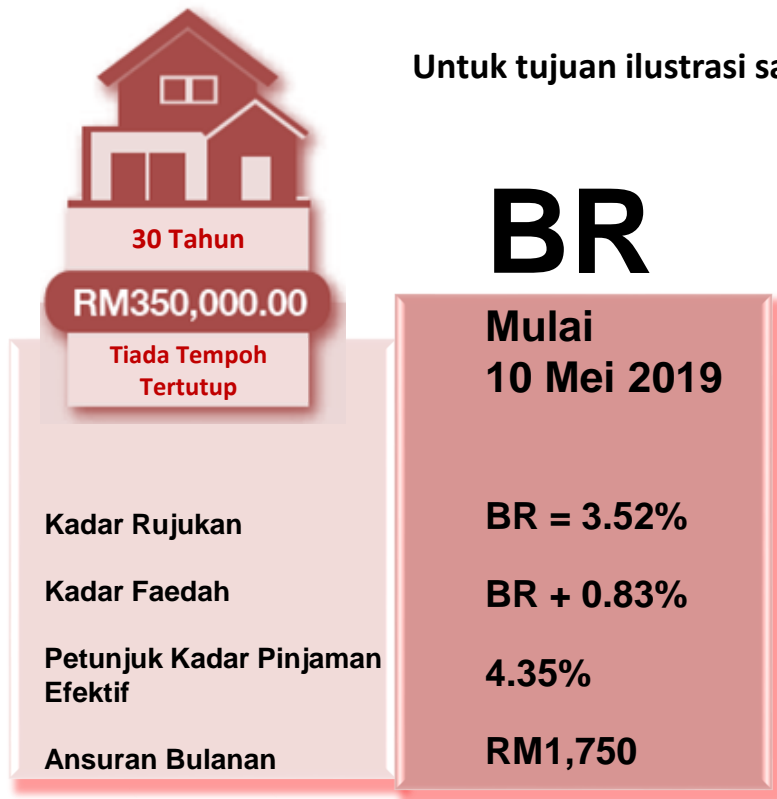 Untuk tujuan ilustrasi
30 Tahun
RM350,000.00
Tiada Tempoh
Tertutup
BR
Mulai
10 Mei 2019
Kadar Rujukan
BR = 3.52%
Kadar Faedah
BR + 0.83%
Petunjuk Kadar Pinjaman
Efektif
4.35%
Ansuran Bulanan
RM1,750